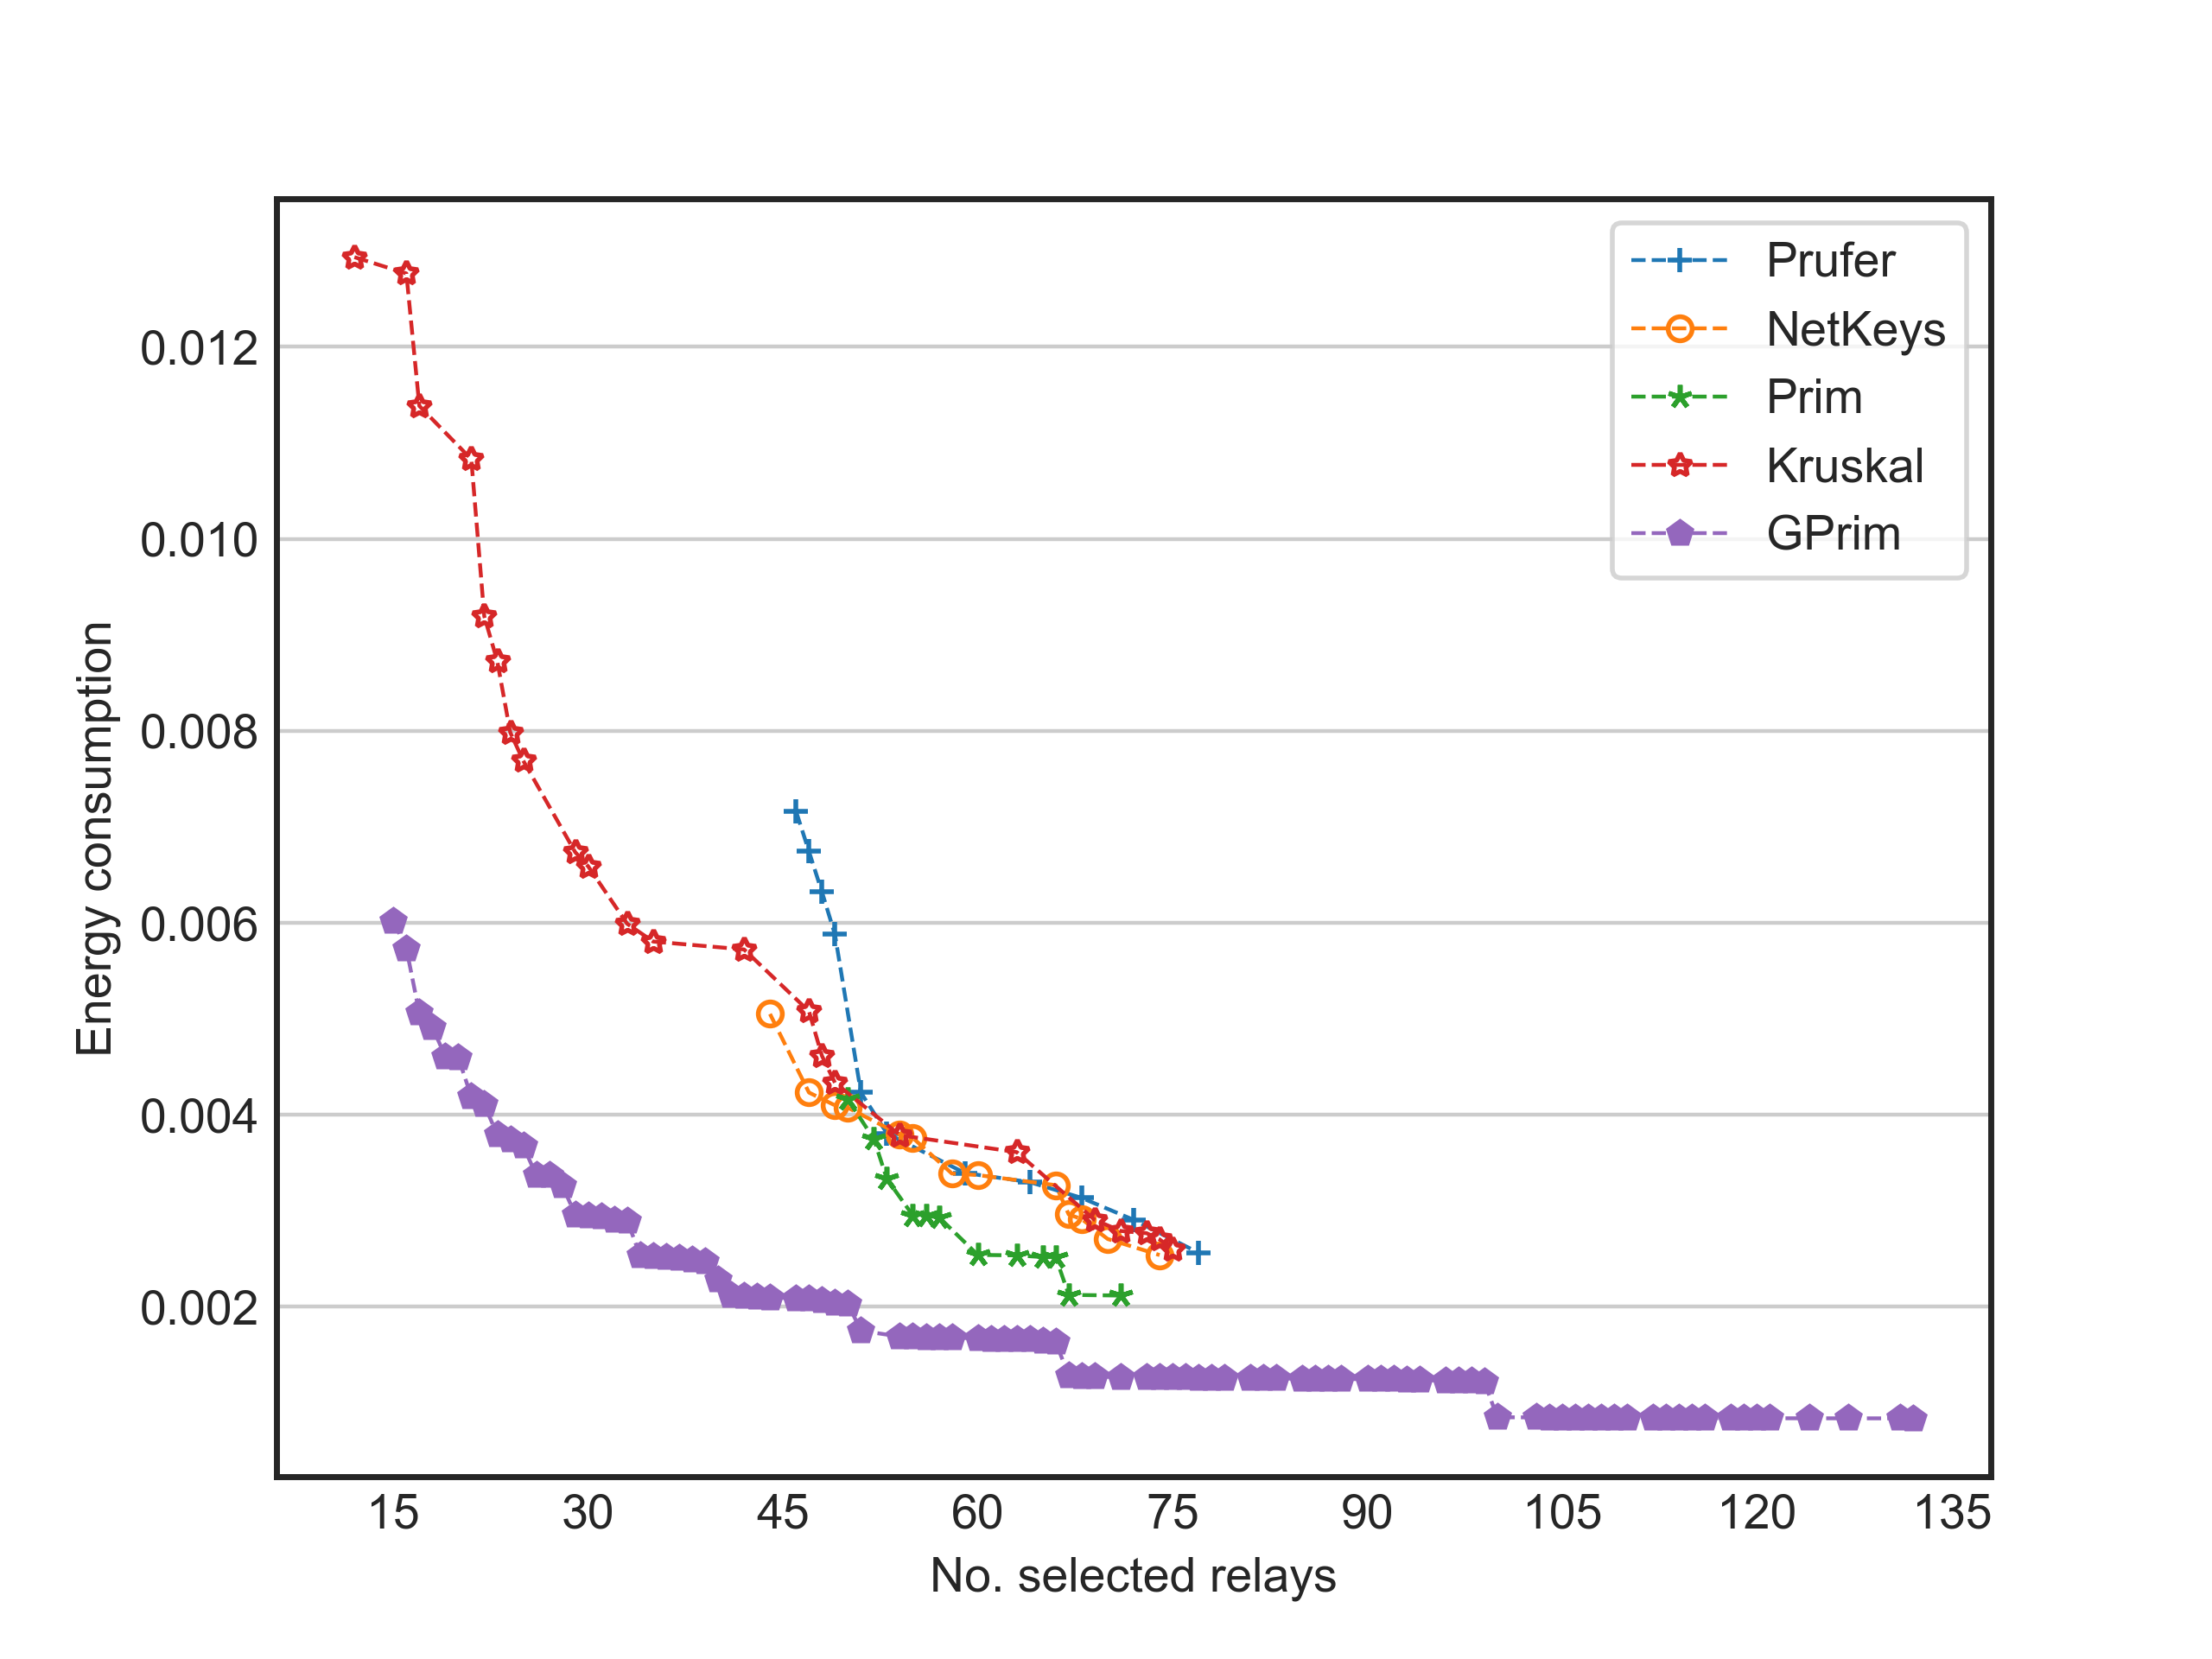 Prufer
NetKeys
Prim
Kruskal
GPrim
0.012
0.010
0.008
0.006
0.004
0.002
Energy consumption
15 30 45 60 75 90 105 120 135
No. selected relays